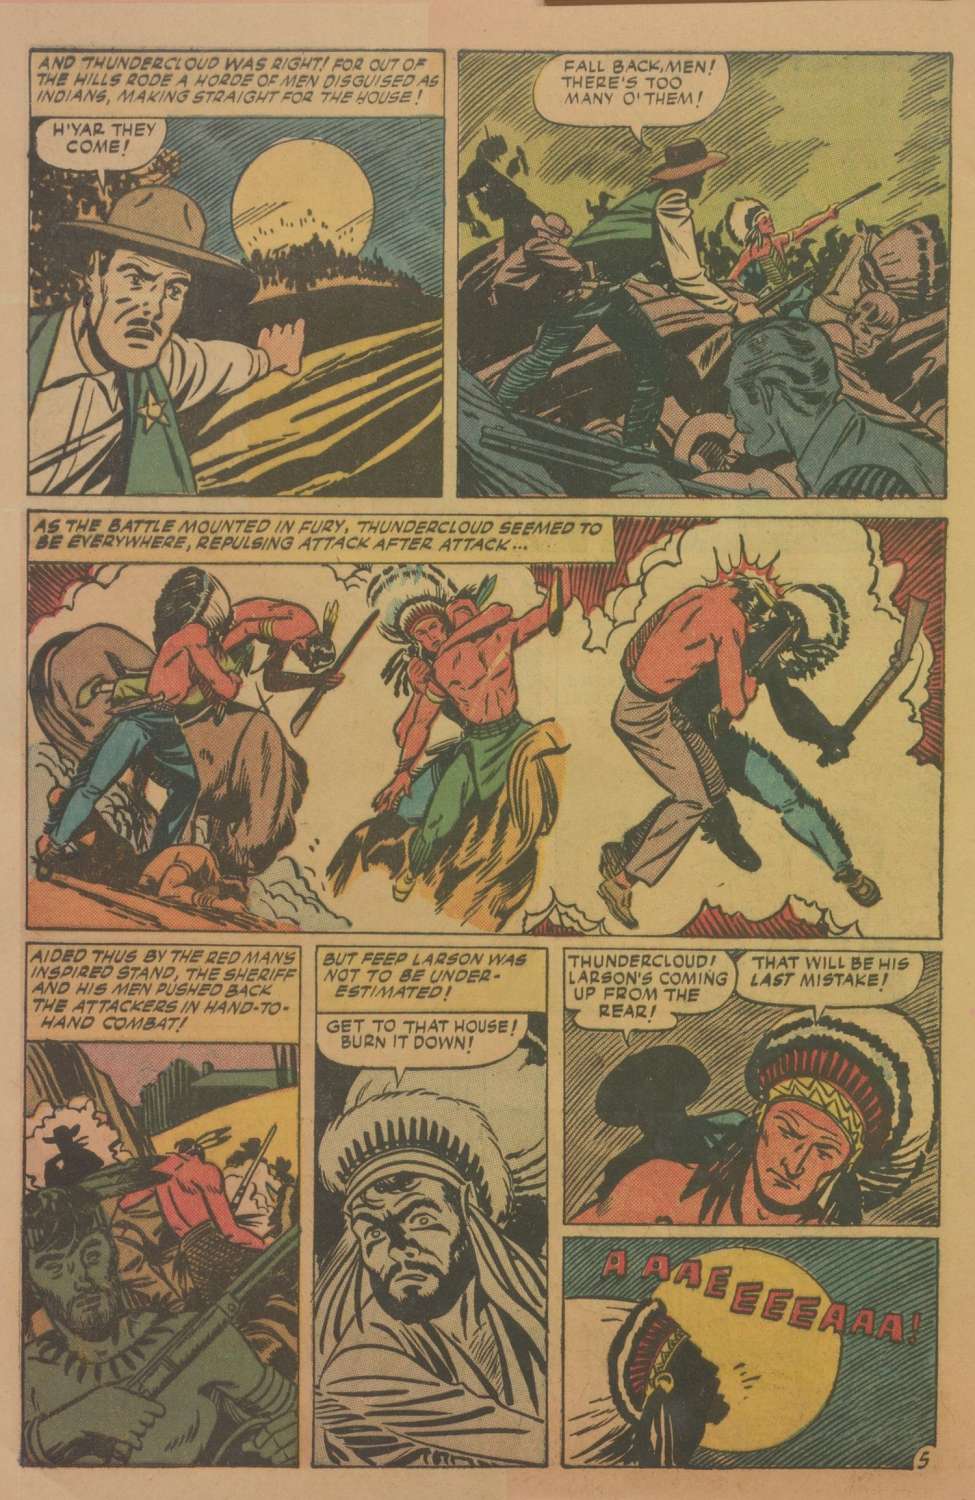 AND THUNDERCLOUD WAS RIGHT! FOR OUT OF
THE HILLS RODE A HORDE OF MEN DISGUISED AS
INDIANS, MAKING STRAIGHT FOR THE HOUSE!
H'YAR THEY
COME!
FALL BACK, MEN!
THERE'S TOO
MANY O' THEM!
AS THE BATTLE MOUNTED IN FURY, THUNDERCLOUD SEEMED TO
BE EVERYWHERE, REPULSING ATTACK AFTER ATTACK...
AIDED THUS BY THE RED MAN'S
INSPIRED STAND, THE SHERIFF
AND HIS MEN PUSHED BACK
THE ATTACKERS IN HAND-TO-
HAND COMBAT!
BUT FEEP LARSON WAS
NOT TO BE UNDER-
ESTIMATED!
GET TO THAT HOUSE!
BURN IT DOWN!
THUNDERCLOUD!
LARSON'S COMING
UP FROM THE
REAR!
THAT WILL BE HIS
LAST MISTAKE!
A AAAEEEEEAAA!
5